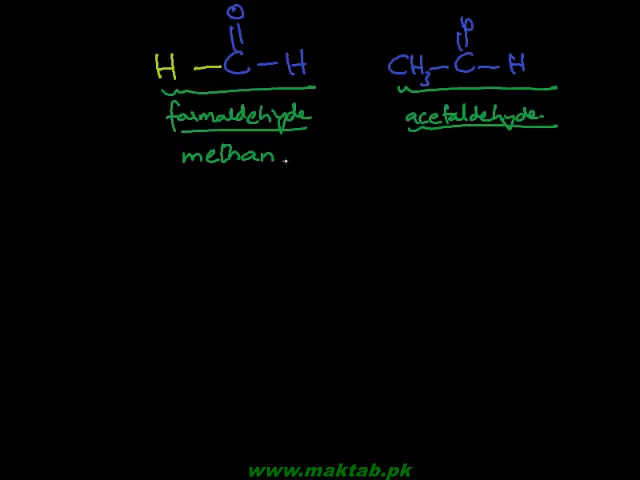 O O
H — C — H CH3 — C — H
formaldehyde acetaldehyde
methan
www.maktab.pk